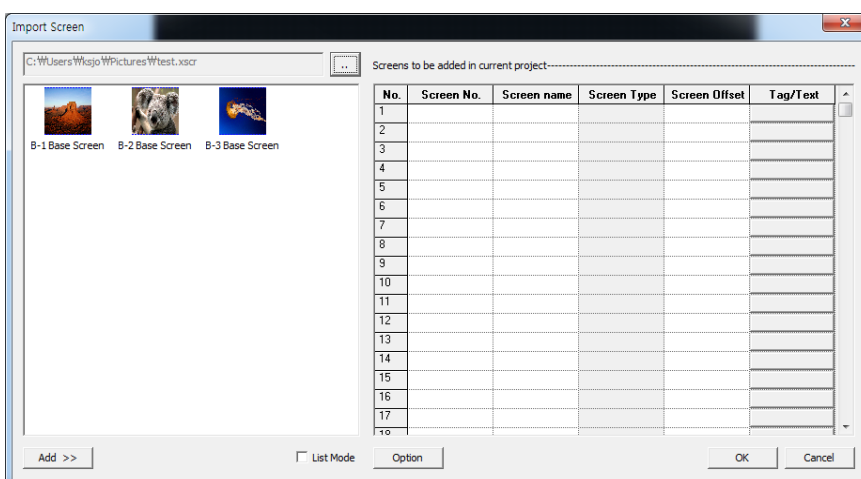 Import Screen
x
C:₩Users₩ksjo₩Pictures₩test.xscr
..
B-1 Base Screen B-2 Base Screen B-3 Base Screen
Add >>
List Mode
Screens to be added in current project
No. Screen No. Screen name Screen Type Screen Offset Tag/Text
1
2
3
4
5
6
7
8
9
10
11
12
13
14
15
16
17
18
Option
OK
Cancel